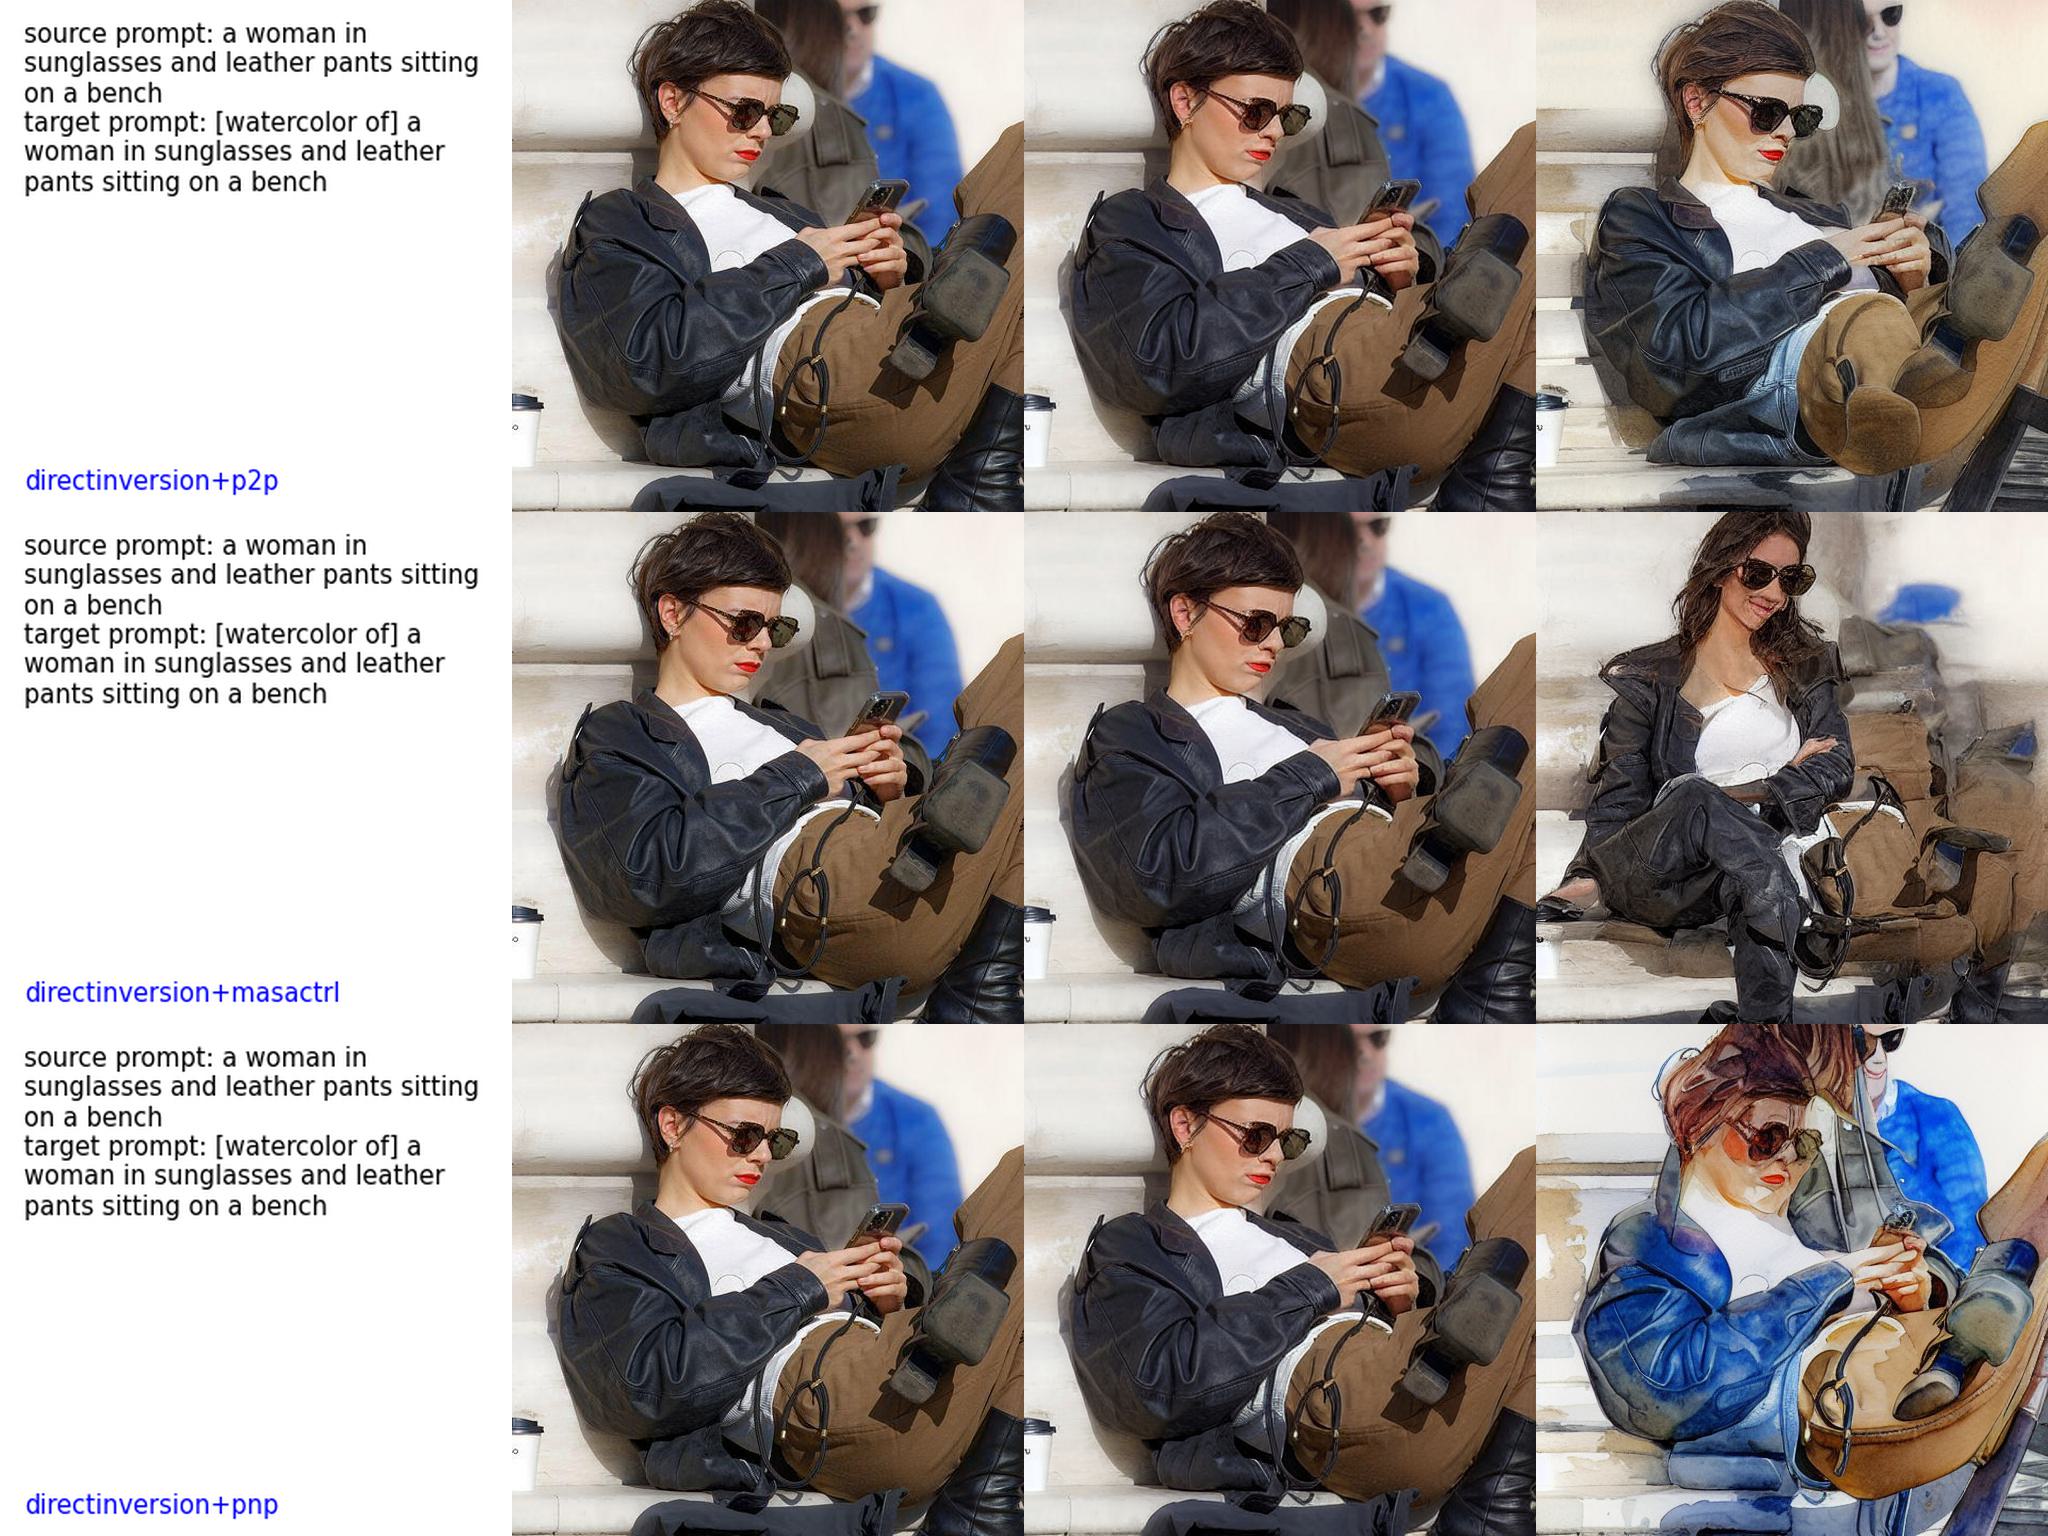 source prompt: a woman in
sunglasses and leather pants sitting
on a bench
target prompt: [watercolor of] a
woman in sunglasses and leather
pants sitting on a bench
directinversion+p2p
source prompt: a woman in
sunglasses and leather pants sitting
on a bench
target prompt: [watercolor of] a
woman in sunglasses and leather
pants sitting on a bench
directinversion+masactrl
source prompt: a woman in
sunglasses and leather pants sitting
on a bench
target prompt: [watercolor of] a
woman in sunglasses and leather
pants sitting on a bench
directinversion+pnp